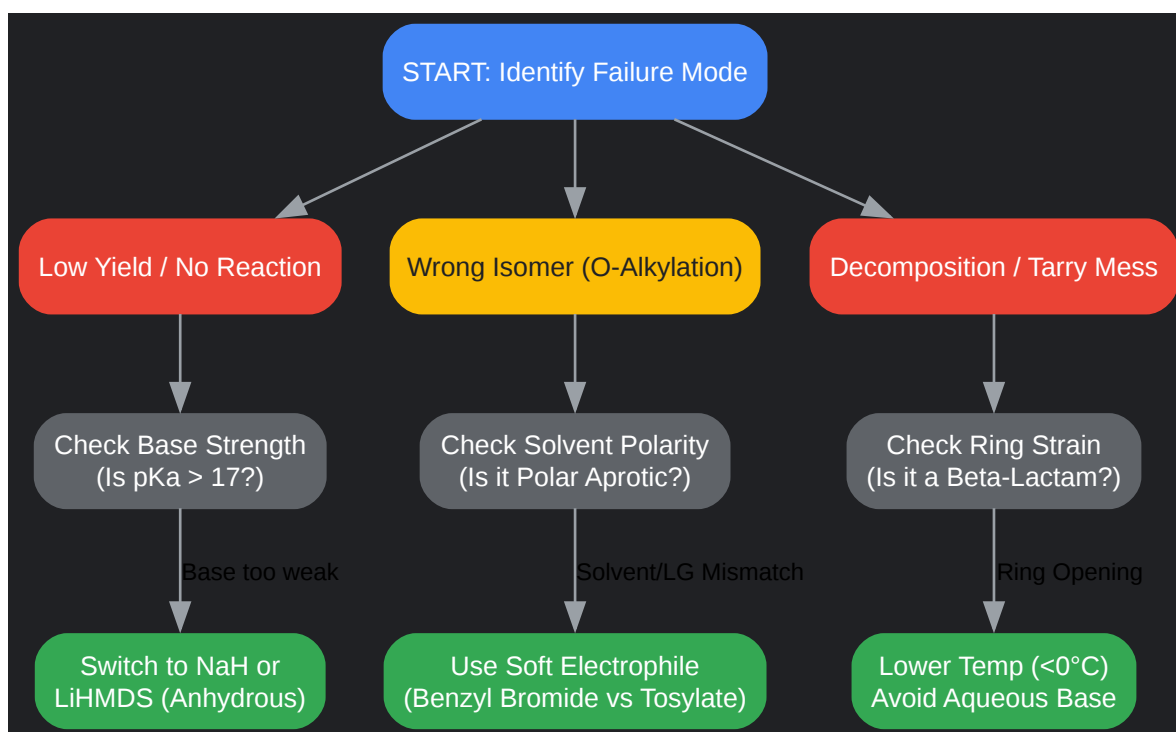 START: Identify Failure Mode
Low Yield / No Reaction
Wrong Isomer (O-Alkylation)
Decomposition / Tarry Mess
Check Base Strength
(Is pKa > 17?)
Check Solvent Polarity
(Is it Polar Aprotic?)
Check Ring Strain
(Is it a Beta-Lactam?)
Base too weak
Solvent/LG Mismatch
Ring Opening
Switch to NaH or
LiHMDS (Anhydrous)
Use Soft Electrophile
(Benzyl Bromide vs Tosylate)
Lower Temp (<0°C)
Avoid Aqueous Base